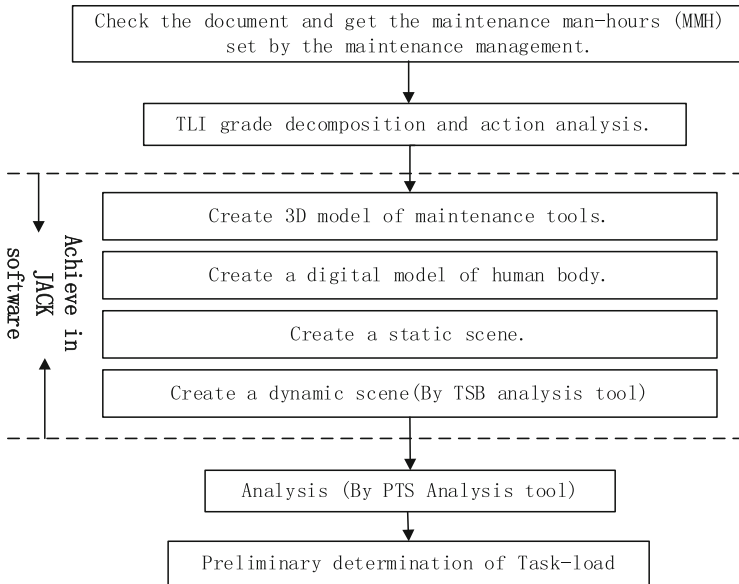 Check the document and get the maintenance man-hours (MMH)
set by the maintenance management.
TLI grade decomposition and action analysis.
Achieve in
JACK
software
Create 3D model of maintenance tools.
Create a digital model of human body.
Create a static scene.
Create a dynamic scene(By TSB analysis tool)
Analysis (By PTS Analysis tool)
Preliminary determination of Task-load